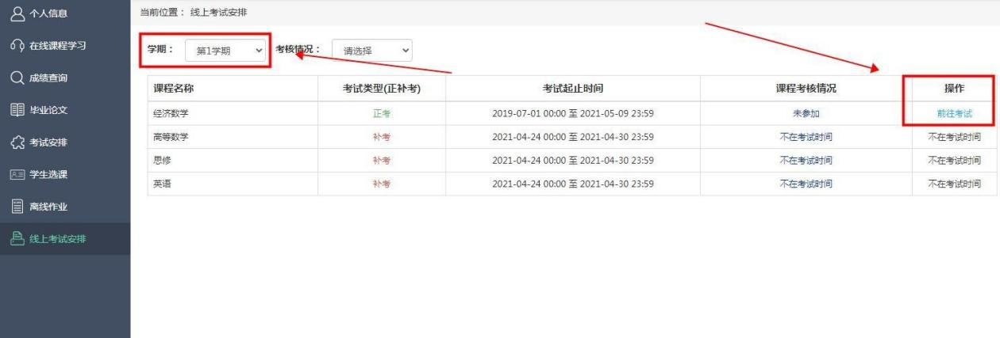 个人信息
在线课程学习
成绩查询
毕业论文
考试安排
学生选课
离线作业
线上考试安排
当前位置： 线上考试安排
学期： 第1学期 考核情况： 请选择
课程名称 考试类型(正补考) 考试起止时间 课程考核情况 操作
经济数学 正考 2019-07-01 00:00 至 2021-05-09 23:59 未参加 前往考试
高等数学 补考 2021-04-24 00:00 至 2021-04-30 23:59 不在考试时间 不在考试时间
思修 补考 2021-04-24 00:00 至 2021-04-30 23:59 不在考试时间 不在考试时间
英语 补考 2021-04-24 00:00 至 2021-04-30 23:59 不在考试时间 不在考试时间